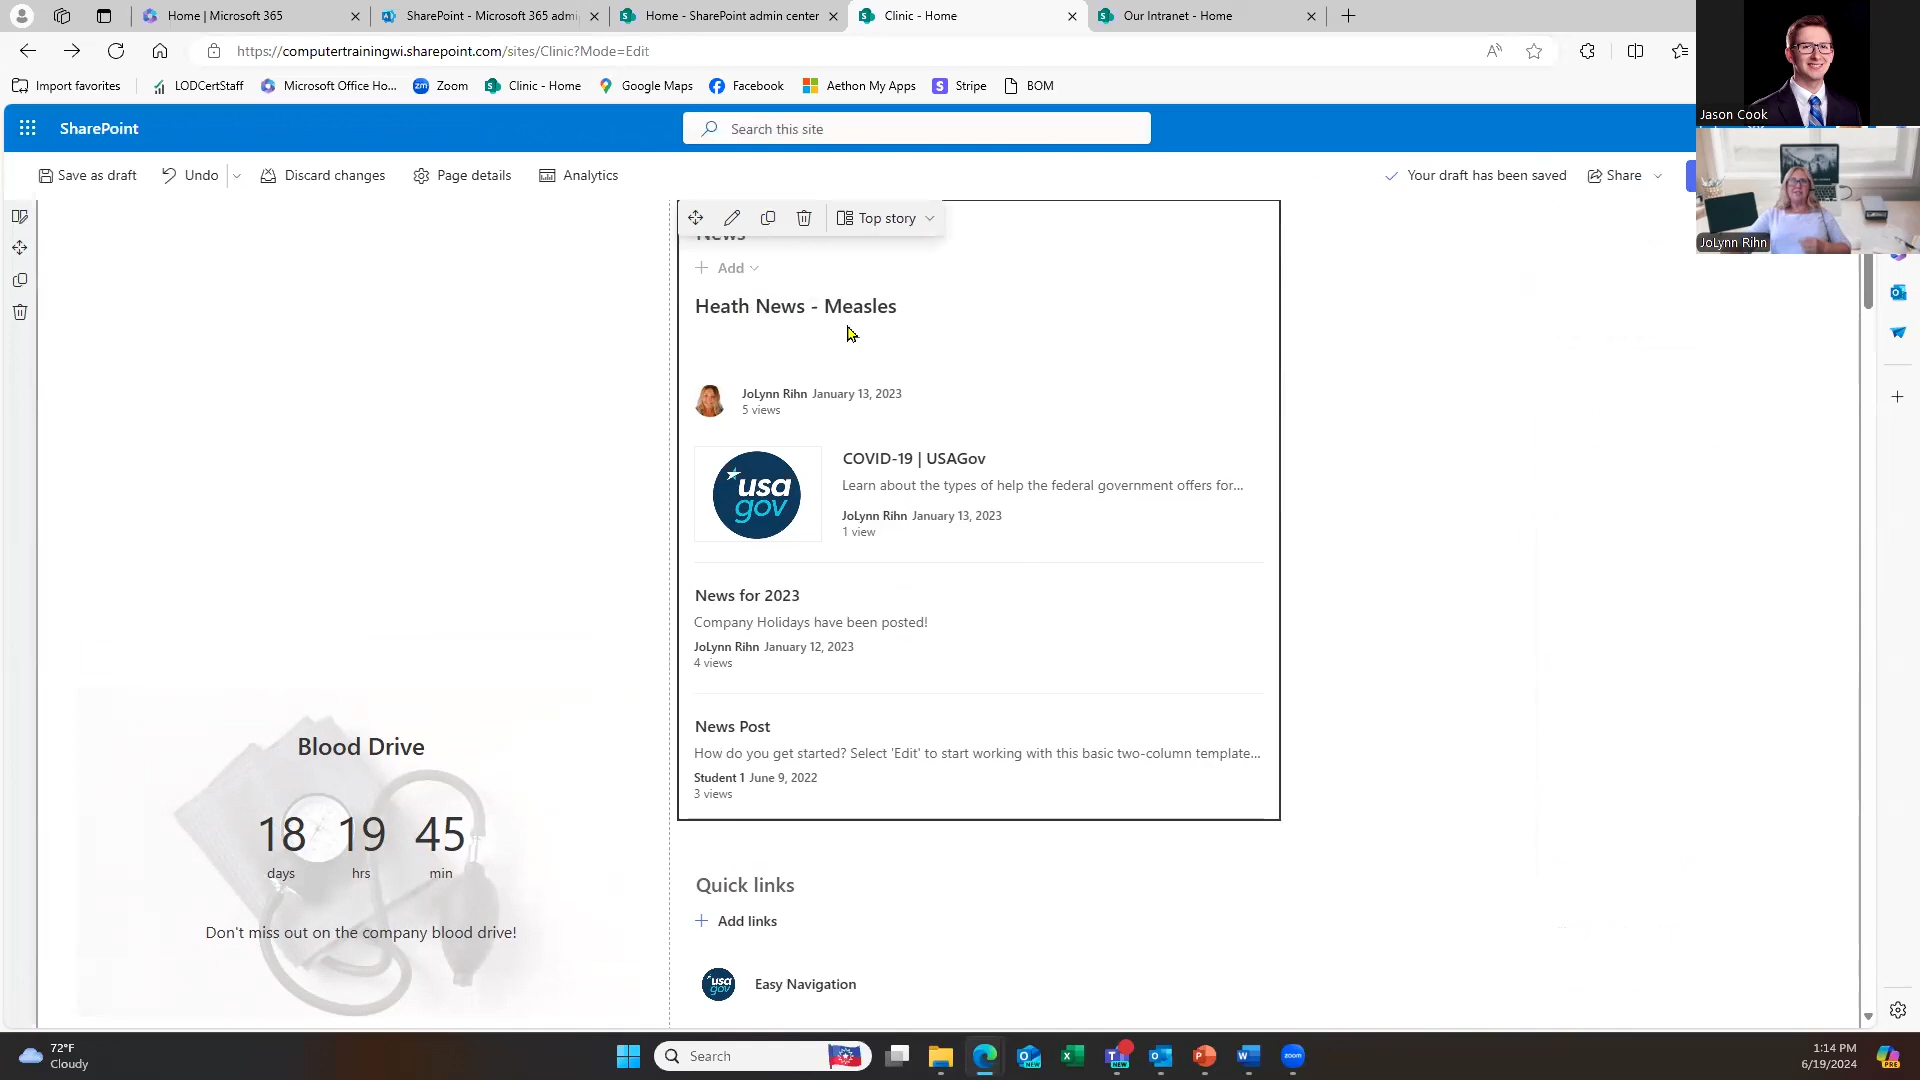 Home | Microsoft 365
SharePoint - Microsoft 365 admi
Home - SharePoint admin center
Clinic - Home
Our Intranet - Home
https://computertrainingwi.sharepoint.com/sites/Clinic?Mode=Edit
Import favorites
LODCertStaff
Microsoft Office Ho...
Zoom
Clinic - Home
Google Maps
Facebook
Aethon My Apps
Stripe
BOM
Jason Cook
JoLynn Rihn
SharePoint
Search this site
Save as draft
Undo
Discard changes
Page details
Analytics
Your draft has been saved
Share
Top story
News
Add
Heath News - Measles
JoLynn Rihn January 13, 2023
5 views
usa
gov
COVID-19 | USAGov
Learn about the types of help the federal government offers for...
JoLynn Rihn January 13, 2023
1 view
News for 2023
Company Holidays have been posted!
JoLynn Rihn January 12, 2023
4 views
News Post
How do you get started? Select 'Edit' to start working with this basic two-column template...
Student 1 June 9, 2022
3 views
Blood Drive
18 19 45
days hrs min
Don't miss out on the company blood drive!
Quick links
Add links
usa
gov
Easy Navigation
72°F
Cloudy
Search
NEW
NEW
zoom
1:14 PM
6/19/2024
PRE